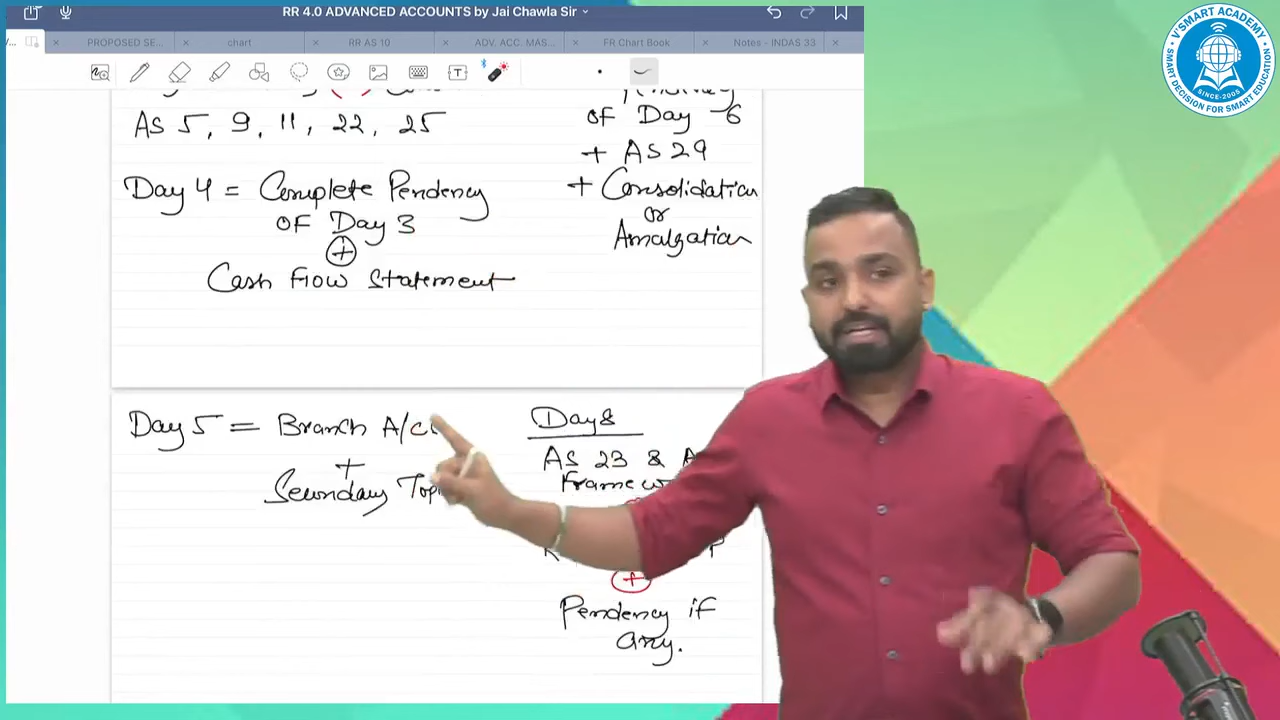 RR 4.0 ADVANCED ACCOUNTS by Jai Chawla Sir
PROPOSED SE...
chart
RR AS 10
ADV. ACC. MAS...
FR Chart Book
Notes - INDAS 33
AS 5, 9, 11, 22, 25
Day 4 = Complete Pendency
of Day 3
+
Cash Flow Statement
of Day 6
+ AS 29
+ Consolidation
or
Amalgation
Day 5 = Branch A/c
+
Secondary Topi
Day 8
AS 23 & A
Framew
+
Pendency if
any.
V'SMART ACADEMY
SMART DECISION FOR SMART EDUCATION
SINCE-2005